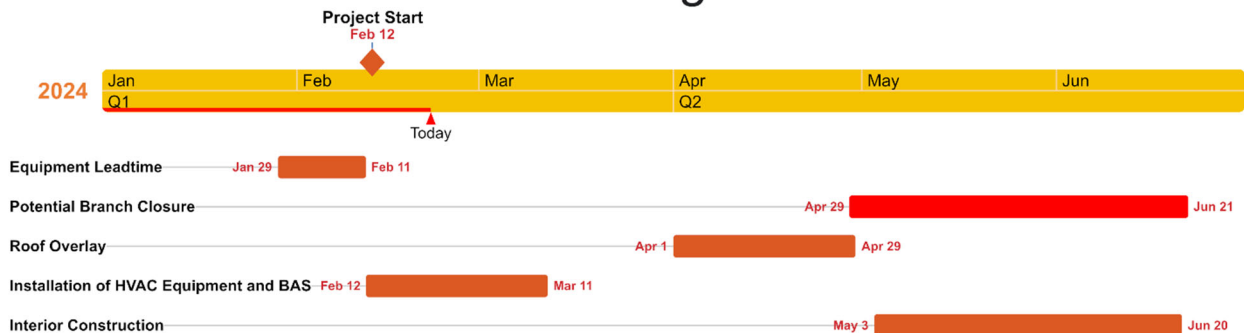 Project Start
Feb 12
2024
Jan Feb Mar Apr May Jun
Q1 Q2
Today
Equipment Leadtime Jan 29 Feb 11
Potential Branch Closure Apr 29 Jun 21
Roof Overlay Apr 1 Apr 29
Installation of HVAC Equipment and BAS Feb 12 Mar 11
Interior Construction May 3 Jun 20